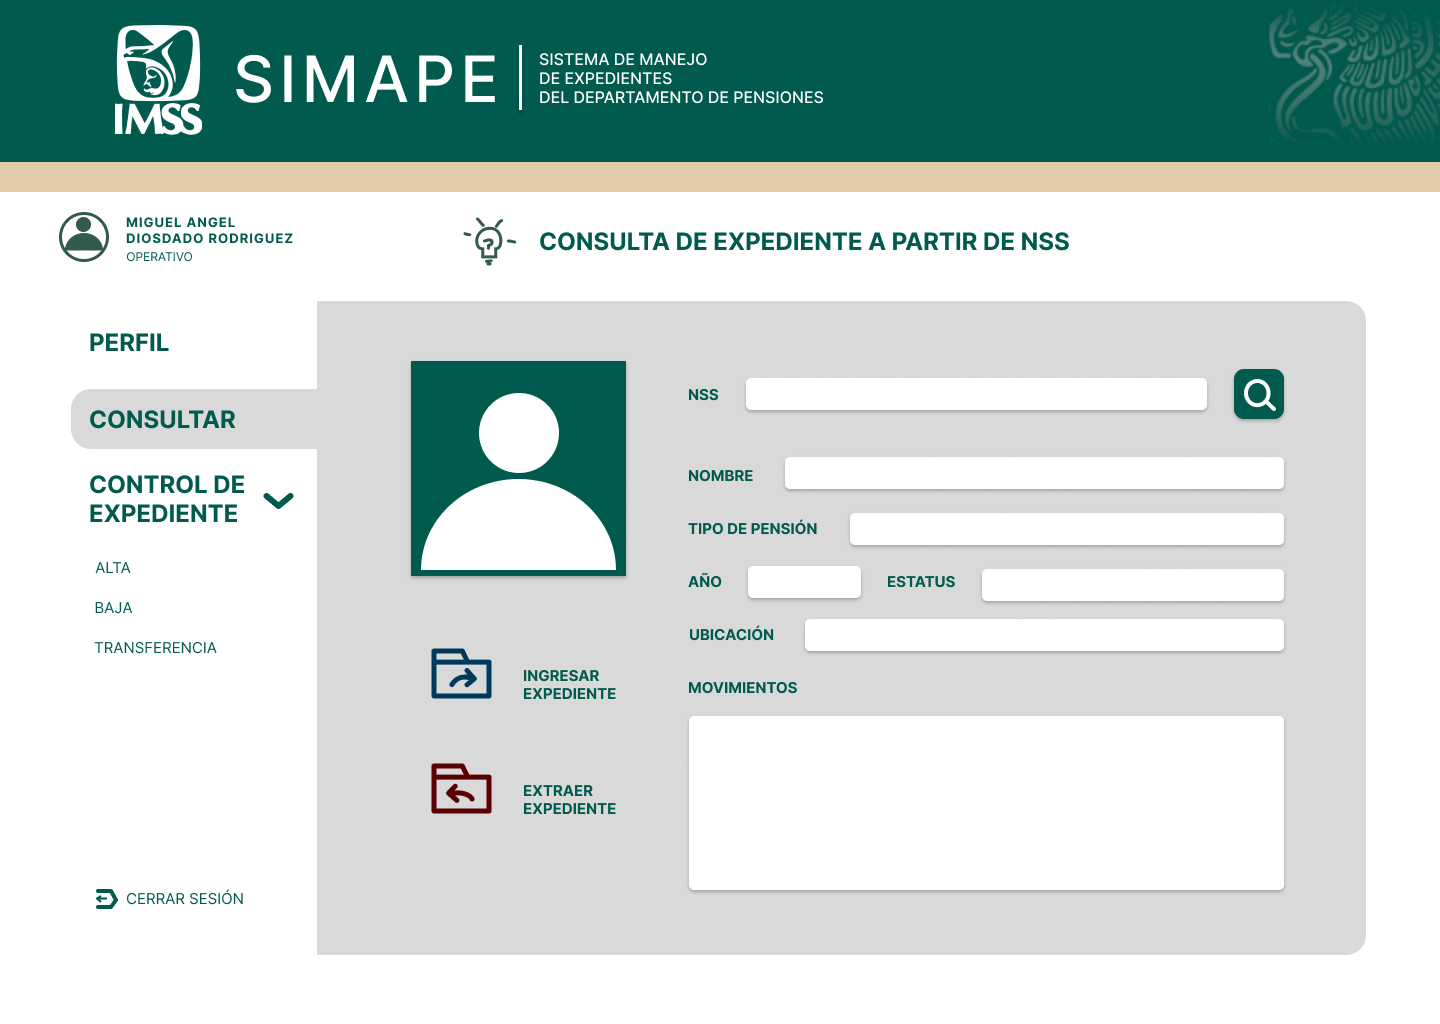 IMSS
SIMAPE
SISTEMA DE MANEJO
DE EXPEDIENTES
DEL DEPARTAMENTO DE PENSIONES
MIGUEL ANGEL
DIOSDADO RODRIGUEZ
OPERATIVO
?
CONSULTA DE EXPEDIENTE A PARTIR DE NSS
PERFIL
CONSULTAR
CONTROL DE
EXPEDIENTE
ALTA
BAJA
TRANSFERENCIA
CERRAR SESIÓN
INGRESAR
EXPEDIENTE
EXTRAER
EXPEDIENTE
NSS
NOMBRE
TIPO DE PENSIÓN
AÑO
ESTATUS
UBICACIÓN
MOVIMIENTOS